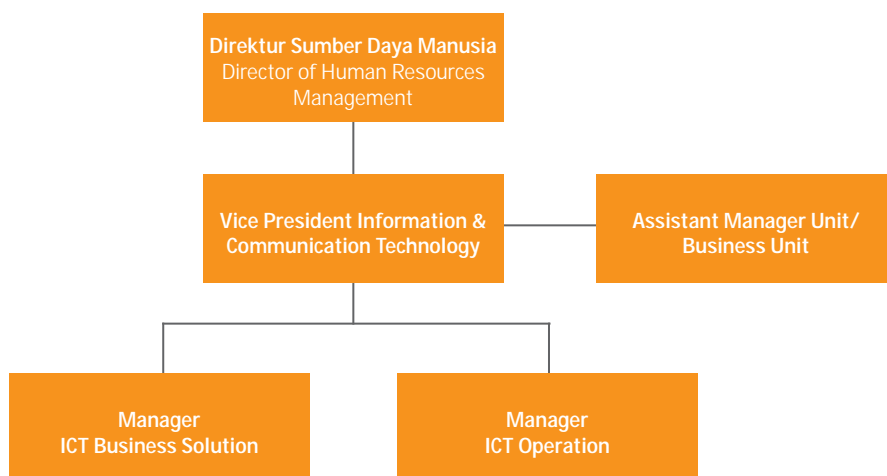 Direktur Sumber Daya Manusia
Director of Human Resources
Management
Vice President Information &
Communication Technology
Assistant Manager Unit/
Business Unit
Manager
ICT Business Solution
Manager
ICT Operation